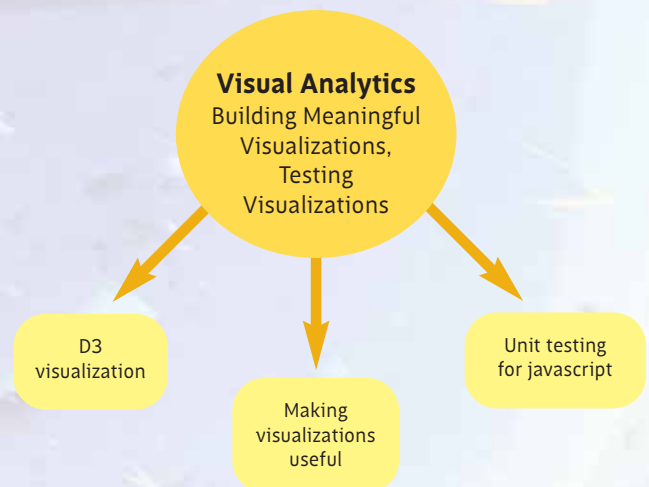 Visual Analytics
Building Meaningful
Visualizations,
Testing
Visualizations
D3
visualization
Making
visualizations
useful
Unit testing
for javascript